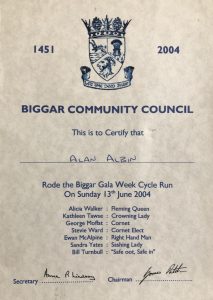 1451 2004
BIGGAR COMMUNITY COUNCIL
This is to Certify that
ALAN ALBIN
Rode the Biggar Gala Week Cycle Run
On Sunday 13th June 2004
Alicia Walker : Fleming Queen
Kathleen Tawse : Crowning Lady
George Moffat : Cornet
Stevie Ward : Cornet Elect
Ewan McAlpine : Right Hand Man
Sandra Yates : Sashing Lady
Bill Turnbull : "Safe oot, Safe in"
Secretary Chairman